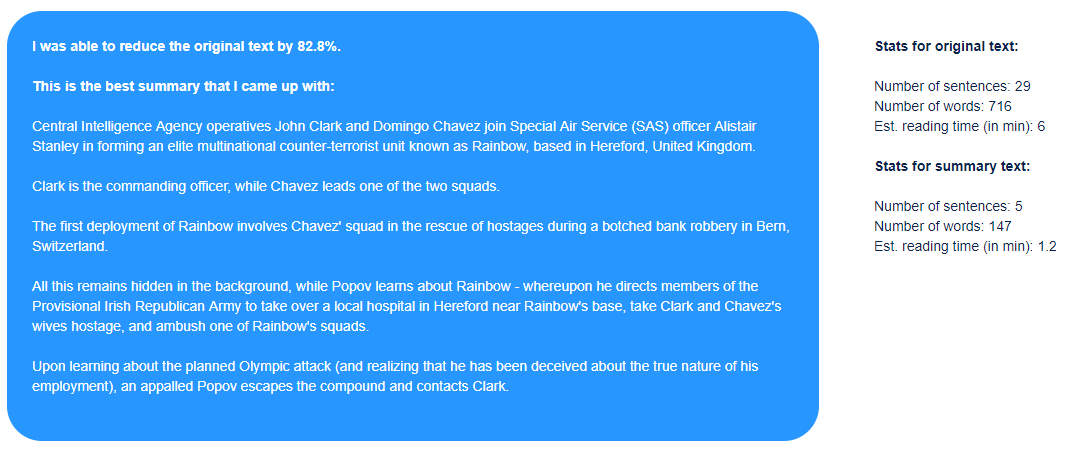 I was able to reduce the original text by 82.8%.
This is the best summary that I came up with:
Central Intelligence Agency operatives John Clark and Domingo Chavez join Special Air Service (SAS) officer Alistair
Stanley in forming an elite multinational counter-terrorist unit known as Rainbow, based in Hereford, United Kingdom.
Clark is the commanding officer, while Chavez leads one of the two squads.
The first deployment of Rainbow involves Chavez' squad in the rescue of hostages during a botched bank robbery in Bern,
Switzerland.
All this remains hidden in the background, while Popov learns about Rainbow - whereupon he directs members of the
Provisional Irish Republican Army to take over a local hospital in Hereford near Rainbow's base, take Clark and Chavez's
wives hostage, and ambush one of Rainbow's squads.
Upon learning about the planned Olympic attack (and realizing that he has been deceived about the true nature of his
employment), an appalled Popov escapes the compound and contacts Clark.
Stats for original text:
Number of sentences: 29
Number of words: 716
Est. reading time (in min): 6
Stats for summary text:
Number of sentences: 5
Number of words: 147
Est. reading time (in min): 1.2